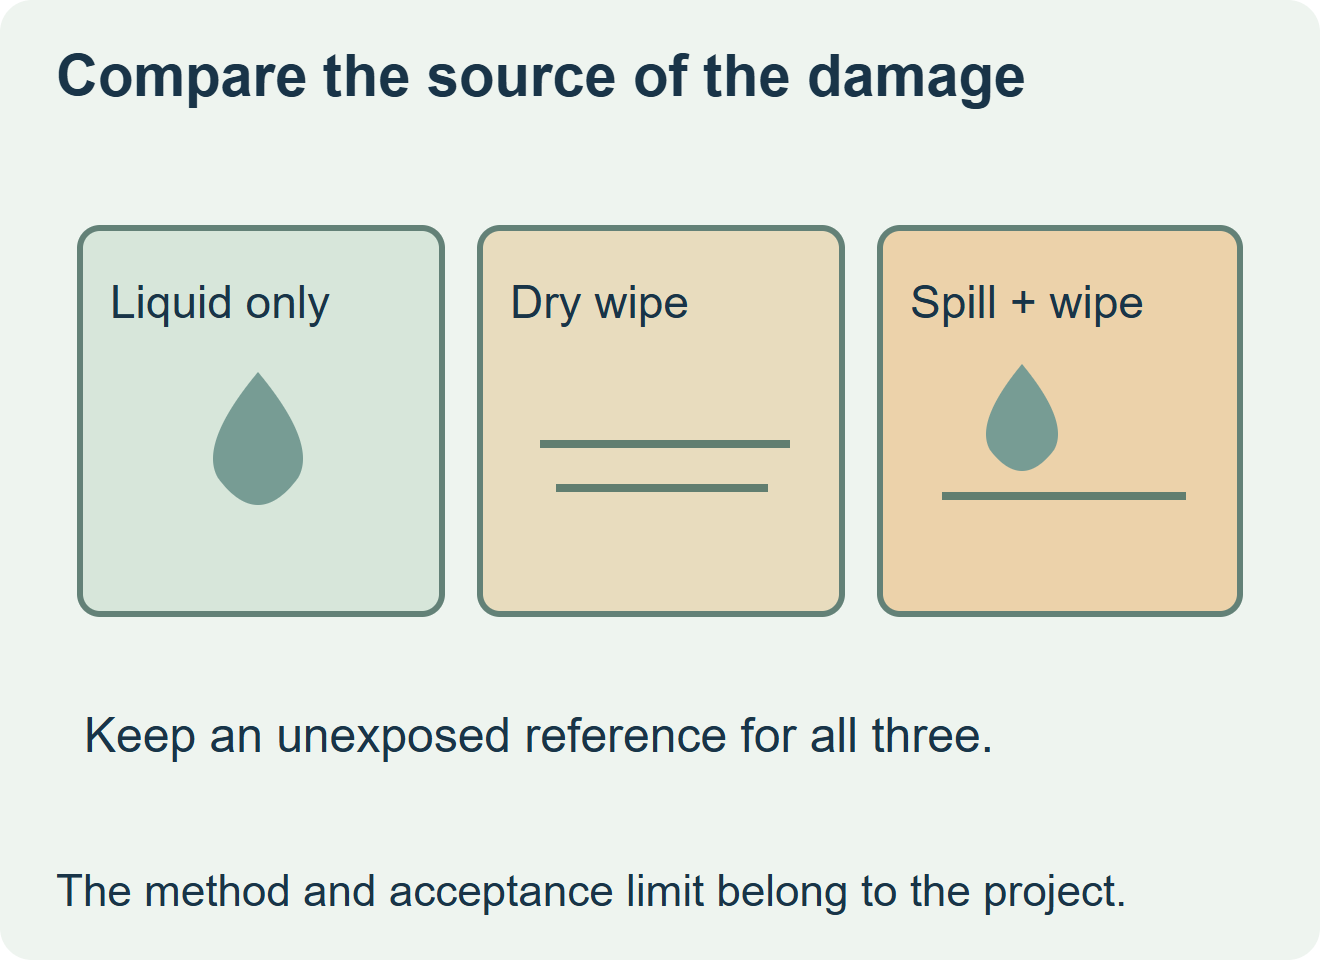 Compare the source of the damage
Liquid only
Dry wipe
Spill + wipe
Keep an unexposed reference for all three.
The method and acceptance limit belong to the project.